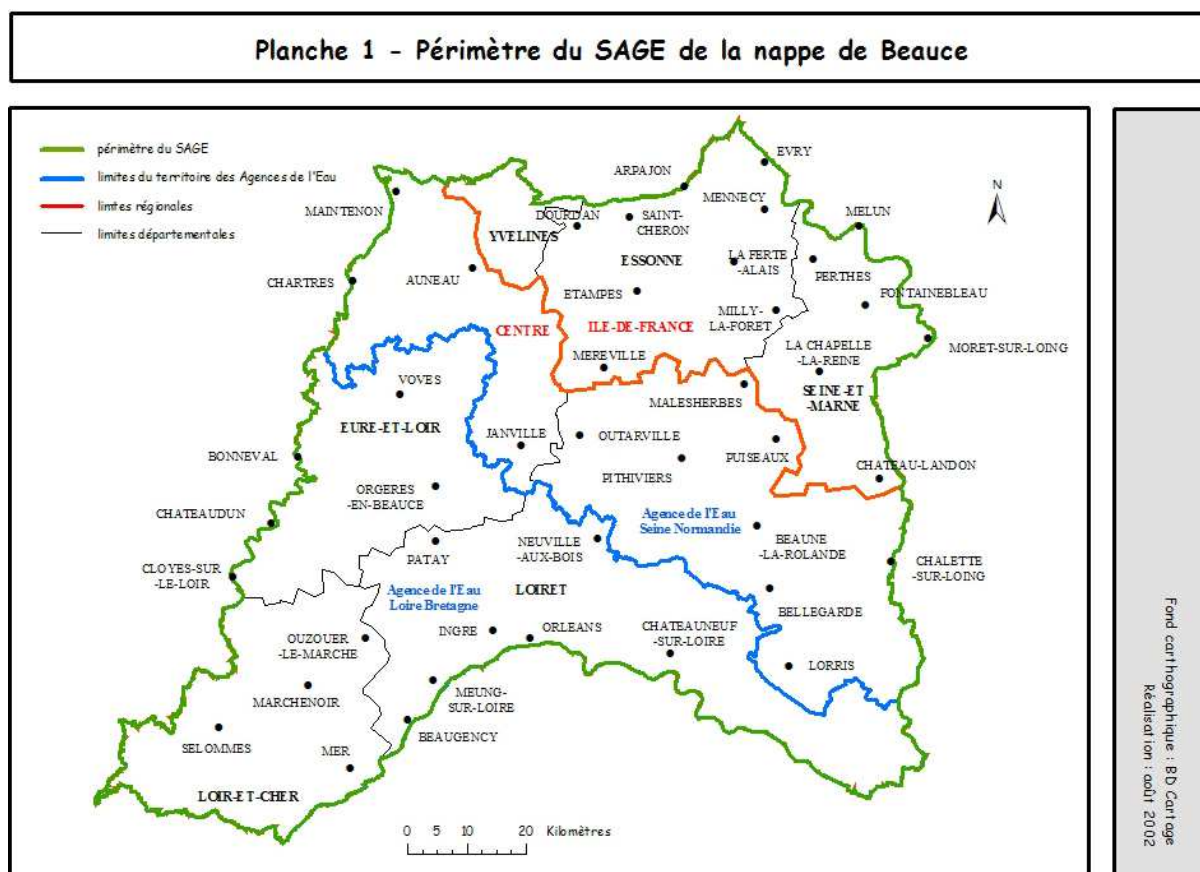 Planche 1 - Périmètre du SAGE de la nappe de Beauce
périmètre du SAGE
limites du territoire des Agences de l'Eau
limtes régionales
limites départementales
N
EVRY
ARPAJON
MENNECY
MAINTENON
DOURDAN
SAINT-
CHERON
MELUN
YVELINES
ESSONNE
LA FERTE
-ALAIS
PERTHES
CHARTRES
AUNEAU
ETAMPES
FONTAINEBLEAU
CENTRE
ILE-DE-FRANCE
MILLY-
LA-FORET
MEREVILLE
LA CHAPELLE
-LA-REINE
MORET-SUR-LOING
VOVES
MALESHERBES
SEINE-ET
-MARNE
EURE-ET-LOIR
JANVILLE
OUTARVILLE
PUISEAUX
BONNEVAL
PITHIVIERS
CHATEAU-LANDON
ORGERES
-EN-BEAUCE
CHATEAUDUN
Agence de l'Eau
Seine Normandie
PATAY
NEUVILLE
-AUX-BOIS
BEAUNE
-LA-ROLANDE
CLOYES-SUR
-LE-LOIR
CHALETTE
-SUR-LOING
Agence de l'Eau
Loire Bretagne
LOIRET
BELLEGARDE
INGRE
ORLEANS
CHATEAUNEUF
-SUR-LOIRE
OUZOUER
-LE-MARCHE
LORRIS
MARCHENOIR
MEUNG-
SUR-LOIRE
BEAUGENCY
SELOMMES
MER
LOIR-ET-CHER
0 5 10 20 Kilomètres
Fond carthographique : BD Cartage
Réalisation : août 2002